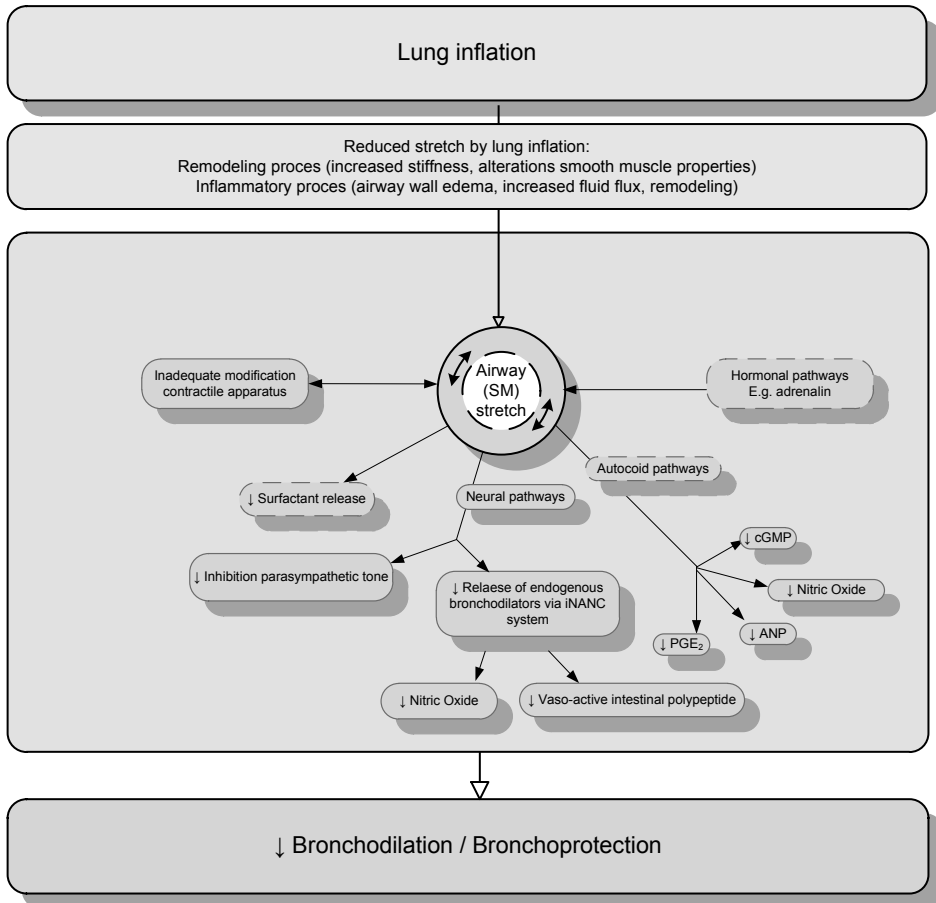 Lung inflation
Reduced stretch by lung inflation:
Remodeling proces (increased stiffness, alterations smooth muscle properties)
Inflammatory proces (airway wall edema, increased fluid flux, remodeling)
Airway
(SM)
stretch
Inadequate modification
contractile apparatus
Hormonal pathways
E.g. adrenalin
Autocoid pathways
↓ Surfactant release
Neural pathways
↓ cGMP
↓ Inhibition parasympathetic tone
↓ Relaese of endogenous
bronchodilators via iNANC
system
↓ Nitric Oxide
↓ ANP
↓ PGE₂
↓ Nitric Oxide
↓ Vaso-active intestinal polypeptide
↓ Bronchodilation / Bronchoprotection